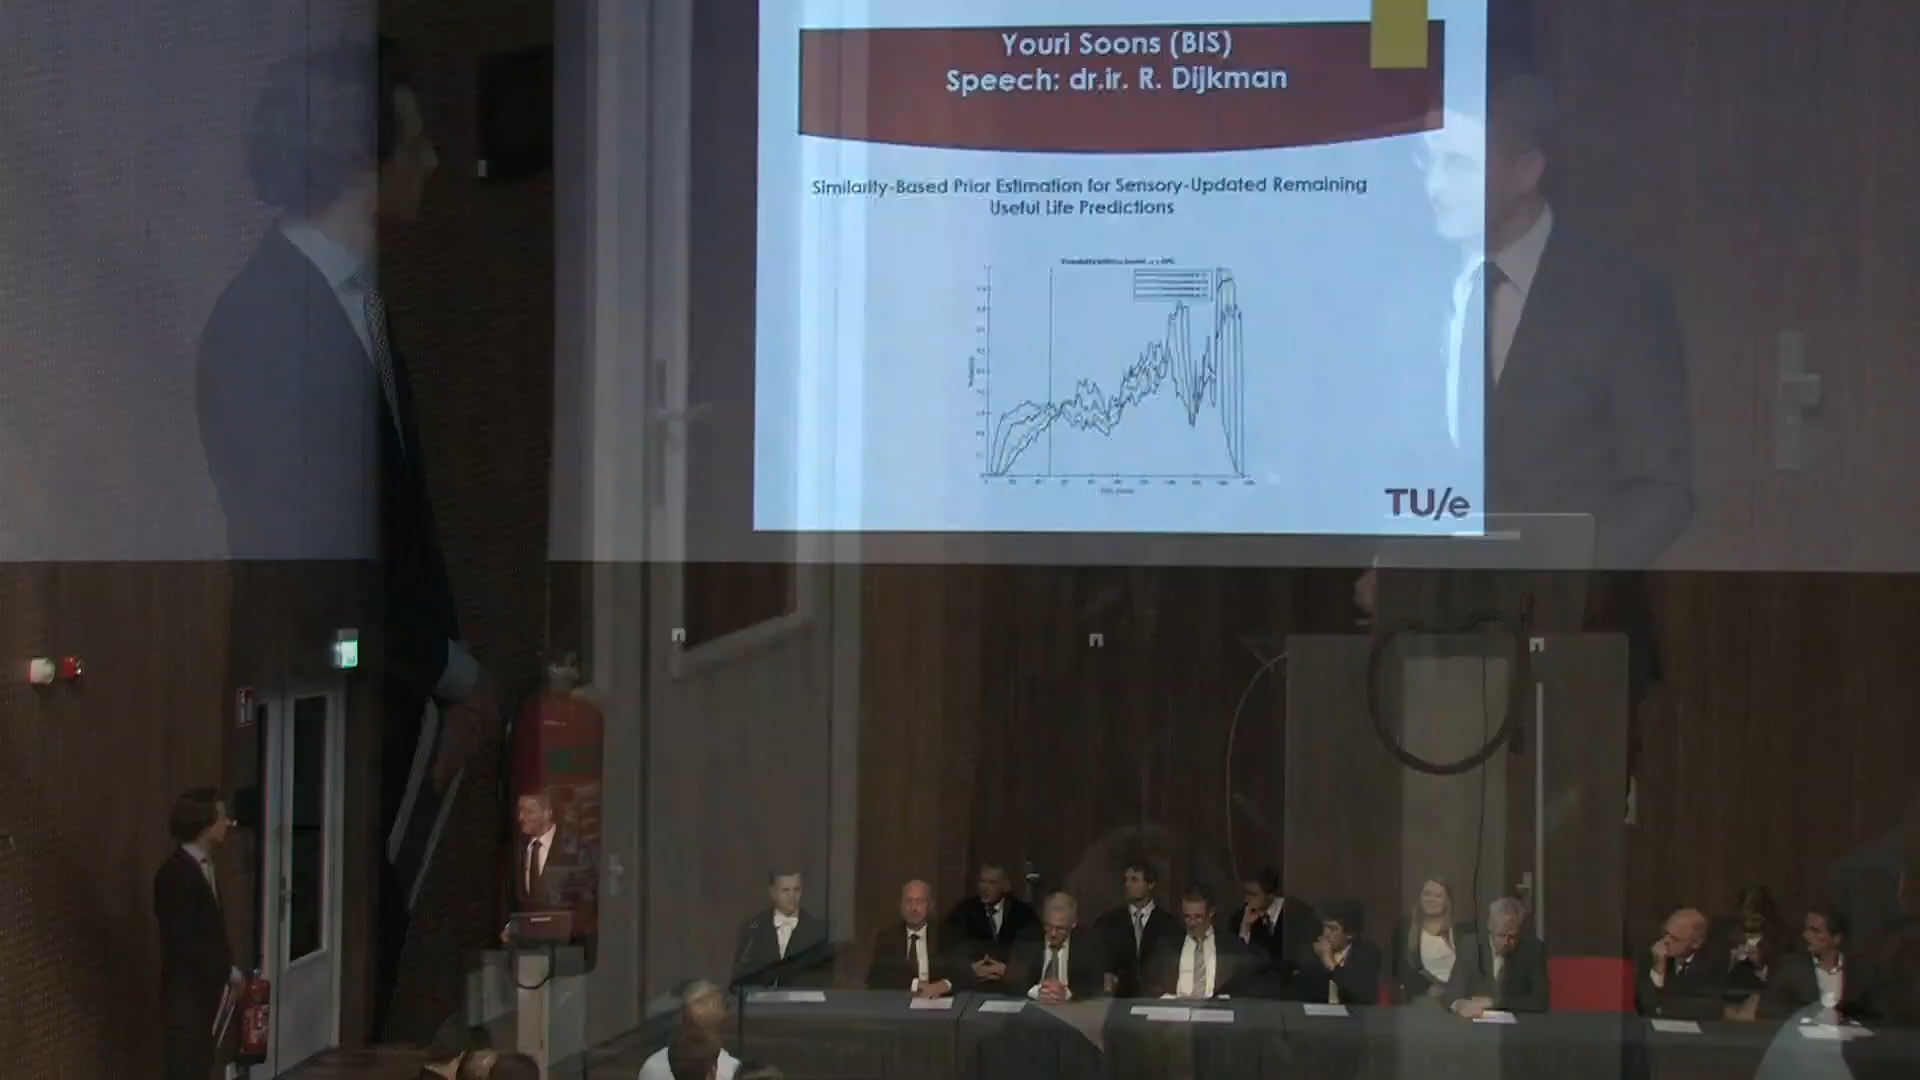 Youri Soons (BIS)
Speech: dr.ir. R. Dijkman
Similarity-Based Prior Estimation for Sensory-Updated Remaining
Useful Life Predictions
TU/e